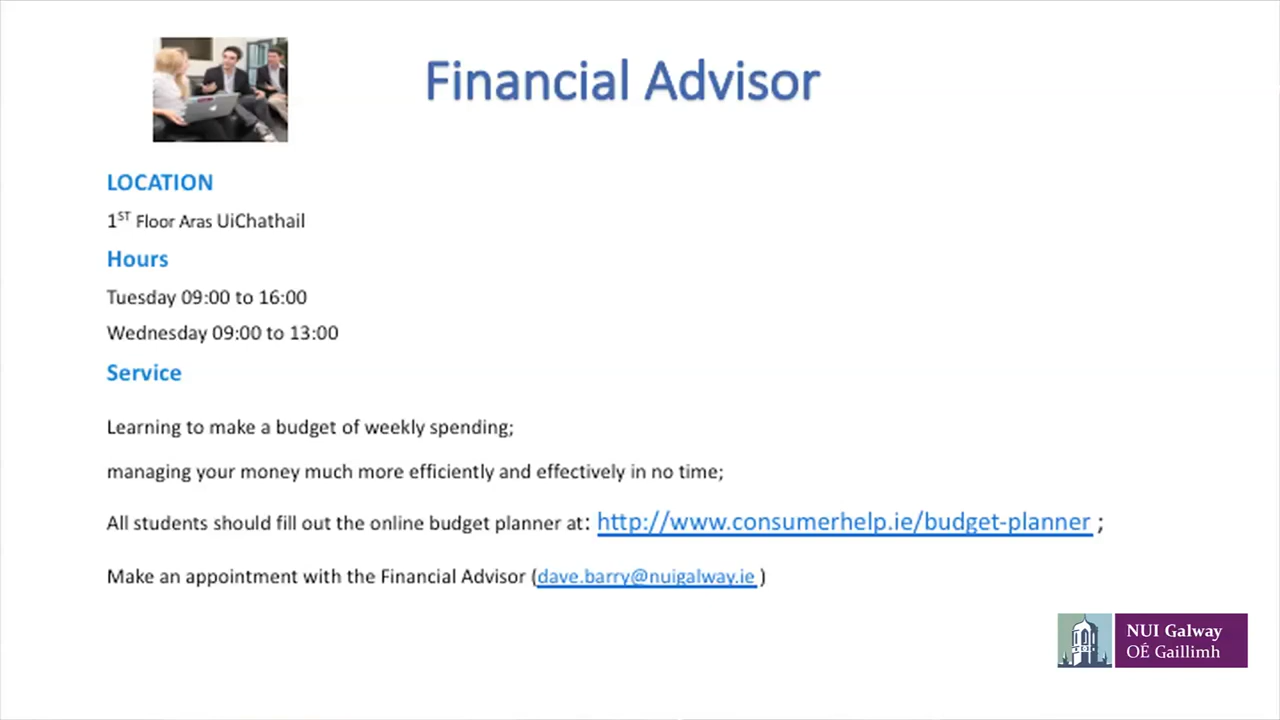 Financial Advisor
LOCATION
1ST Floor Aras UiChathail
Hours
Tuesday 09:00 to 16:00
Wednesday 09:00 to 13:00
Service
Learning to make a budget of weekly spending;
managing your money much more efficiently and effectively in no time;
All students should fill out the online budget planner at: http://www.consumerhelp.ie/budget-planner ;
Make an appointment with the Financial Advisor (dave.barry@nuigalway.ie )
NUI Galway
OÉ Gaillimh